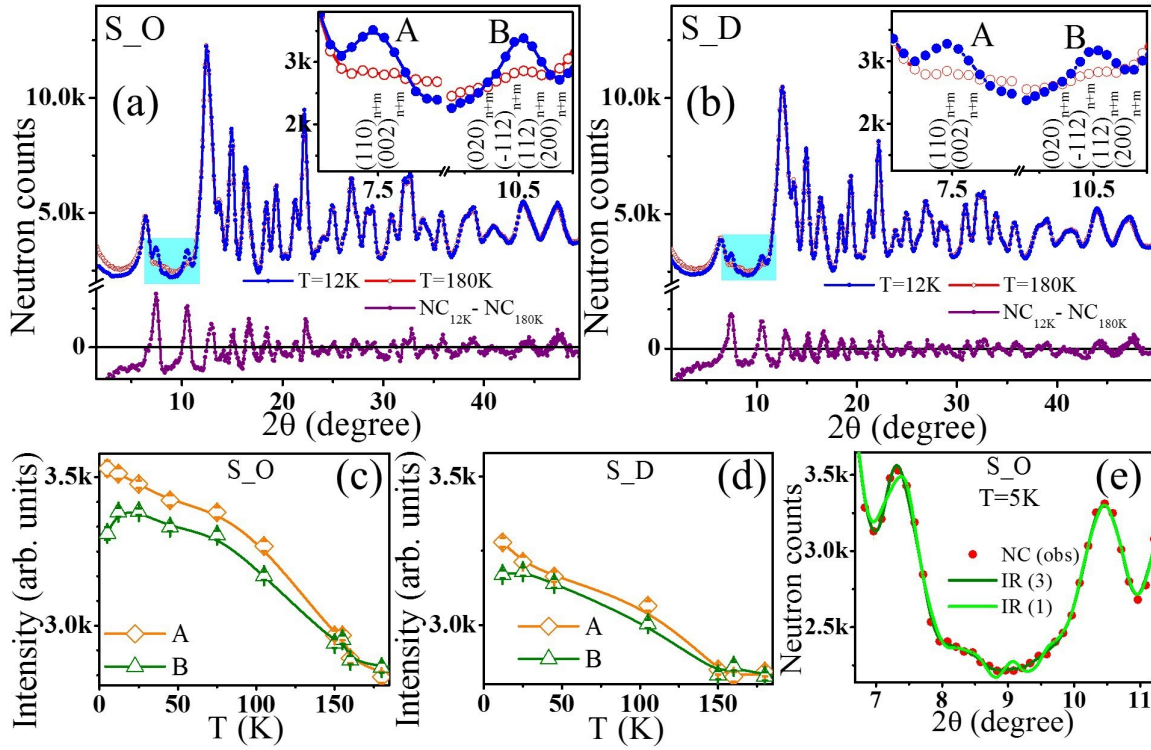 S_O
(a)
Neutron counts
10.0k
5.0k
0
3k
2k
A
B
(110)n+m
(002)n+m
(020)n+m
(-112)n+m
(112)n+m
(200)n+m
7.5
10.5
T=12K
T=180K
NC12K- NC180K
10 20 30 40
2θ (degree)
S_D
(b)
Neutron counts
10.0k
5.0k
0
3k
2k
A
B
(110)n+m
(002)n+m
(020)n+m
(-112)n+m
(112)n+m
(200)n+m
7.5
10.5
T=12K
T=180K
NC12K- NC180K
10 20 30 40
2θ (degree)
S_O
(c)
Intensity (arb. units)
3.5k
3.0k
A
B
0 50 100 150
T (K)
S_D
(d)
Intensity (arb. units)
3.5k
3.0k
A
B
0 50 100 150
T (K)
S_O
(e)
T=5K
Neutron counts
3.5k
3.0k
2.5k
NC (obs)
IR (3)
IR (1)
7 8 9 10 11
2θ (degree)